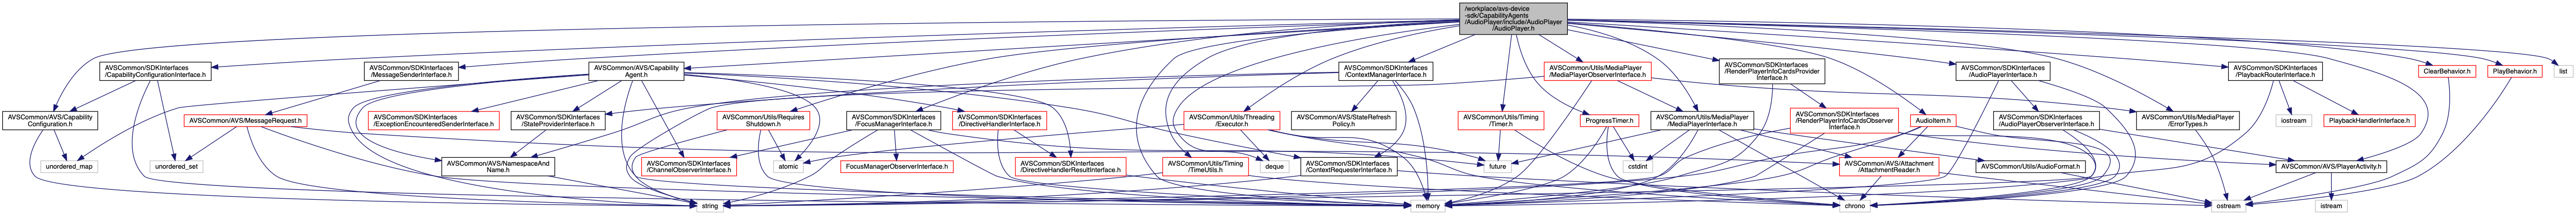 /workplace/avs-device
-sdk/CapabilityAgents
/AudioPlayer/include/AudioPlayer
/AudioPlayer.h
AVSCommon/SDKInterfaces
/CapabilityConfigurationInterface.h
AVSCommon/SDKInterfaces
/MessageSenderInterface.h
AVSCommon/AVS/Capability
Agent.h
AVSCommon/SDKInterfaces
/ContextManagerInterface.h
AVSCommon/Utils/MediaPlayer
/MediaPlayerObserverInterface.h
AVSCommon/SDKInterfaces
/RenderPlayerInfoCardsProvider
Interface.h
AVSCommon/SDKInterfaces
/AudioPlayerInterface.h
AVSCommon/SDKInterfaces
/PlaybackRouterInterface.h
ClearBehavior.h
PlayBehavior.h
list
AVSCommon/AVS/Capability
Configuration.h
AVSCommon/AVS/MessageRequest.h
AVSCommon/SDKInterfaces
/ExceptionEncounteredSenderInterface.h
AVSCommon/SDKInterfaces
/StateProviderInterface.h
AVSCommon/Utils/Requires
Shutdown.h
AVSCommon/SDKInterfaces
/FocusManagerInterface.h
AVSCommon/SDKInterfaces
/DirectiveHandlerInterface.h
AVSCommon/Utils/Threading
/Executor.h
AVSCommon/AVS/StateRefresh
Policy.h
AVSCommon/Utils/Timing
/Timer.h
ProgressTimer.h
AVSCommon/Utils/MediaPlayer
/MediaPlayerInterface.h
AVSCommon/SDKInterfaces
/RenderPlayerInfoCardsObserver
Interface.h
AudioItem.h
AVSCommon/SDKInterfaces
/AudioPlayerObserverInterface.h
AVSCommon/Utils/MediaPlayer
/ErrorTypes.h
iostream
PlaybackHandlerInterface.h
unordered_map
unordered_set
AVSCommon/AVS/NamespaceAnd
Name.h
AVSCommon/SDKInterfaces
/ChannelObserverInterface.h
atomic
FocusManagerObserverInterface.h
AVSCommon/SDKInterfaces
/DirectiveHandlerResultInterface.h
AVSCommon/Utils/Timing
/TimeUtils.h
deque
AVSCommon/SDKInterfaces
/ContextRequesterInterface.h
future
cstdint
AVSCommon/AVS/Attachment
/AttachmentReader.h
AVSCommon/Utils/AudioFormat.h
AVSCommon/AVS/PlayerActivity.h
string
memory
chrono
ostream
istream